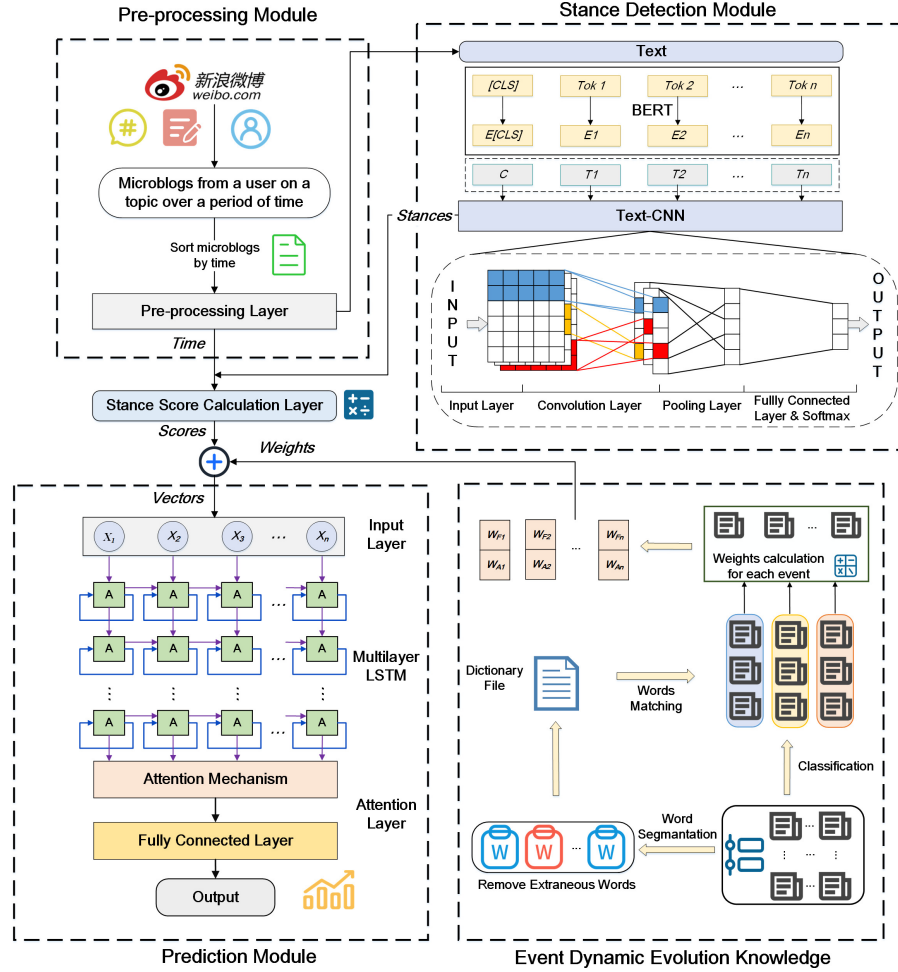 Pre-processing Module
新浪微博
weibo.com
#
Microblogs from a user on a
topic over a period of time
Sort microblogs
by time
Pre-processing Layer
Time
Stance Score Calculation Layer
Scores
Weights
Stance Detection Module
Text
[CLS] Tok 1 Tok 2 ... Tok n
BERT
E[CLS] E1 E2 ... En
C T1 T2 ... Tn
Stances
Text-CNN
INPUT
OUTPUT
Input Layer
Convolution Layer
Pooling Layer
Fullly Connected
Layer & Softmax
Vectors
X1 X2 X3 ... Xn
Input
Layer
A A A ... A
A A A ... A
Multilayer
LSTM
... ... ... ...
A A A ... A
Attention Mechanism
Attention
Layer
Fully Connected Layer
Output
Prediction Module
WF1 WF2 ... WFn
WA1 WA2 WAn
...
Weights calculation
for each event
Dictionary
File
Words
Matching
Classification
Word
Segmantation
W W ... W
Remove Extraneous Words
... ... ... ...
Event Dynamic Evolution Knowledge